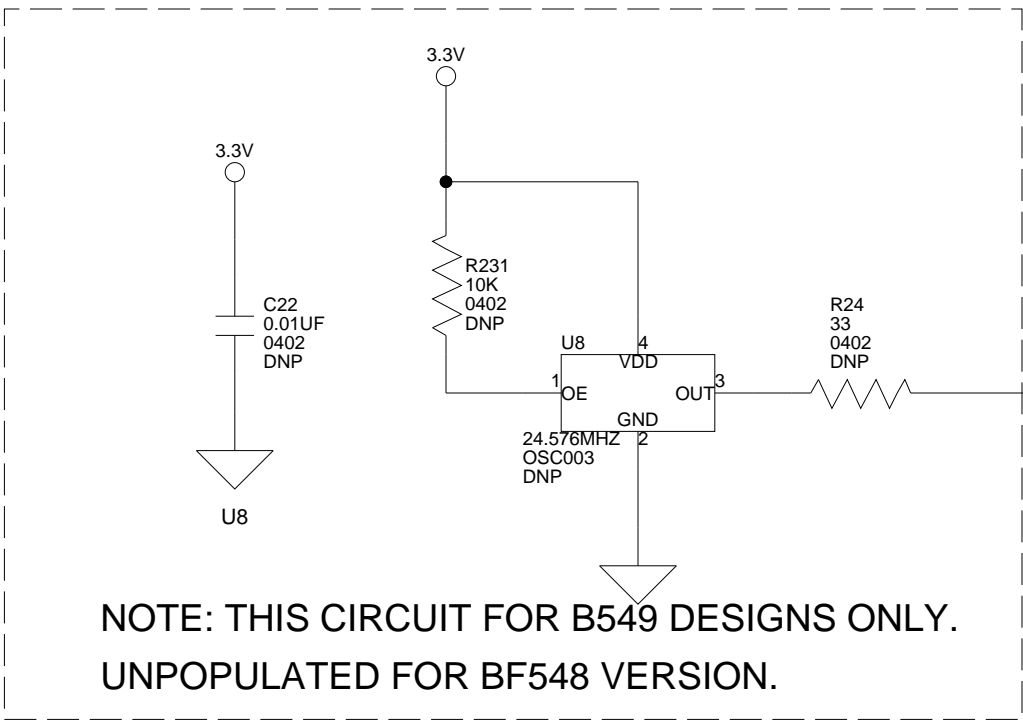 3.3V
3.3V
C22
0.01UF
0402
DNP
U8
R231
10K
0402
DNP
U8
4
VDD
1
OE
OUT
3
GND
2
24.576MHZ
OSC003
DNP
R24
33
0402
DNP
NOTE: THIS CIRCUIT FOR B549 DESIGNS ONLY.
UNPOPULATED FOR BF548 VERSION.